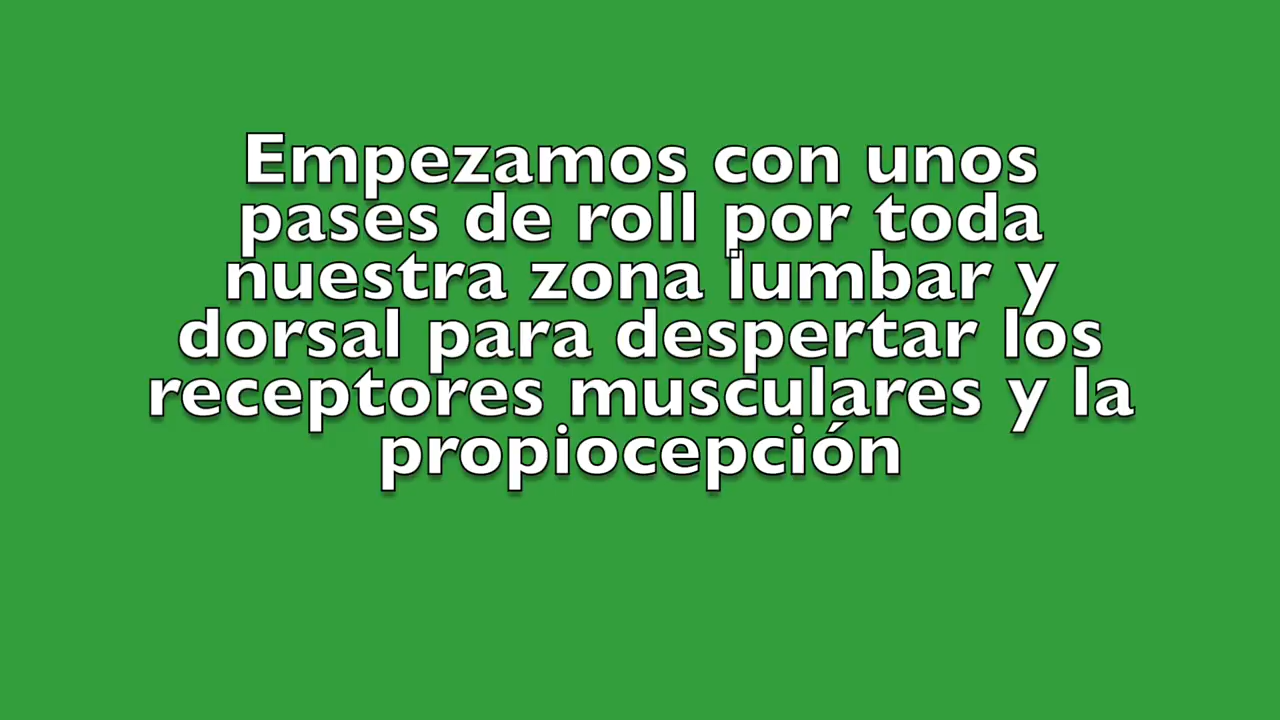 Empezamos con unos
pases de roll por toda
nuestra zona lumbar y
dorsal para despertar los
receptores musculares y la
propiocepción